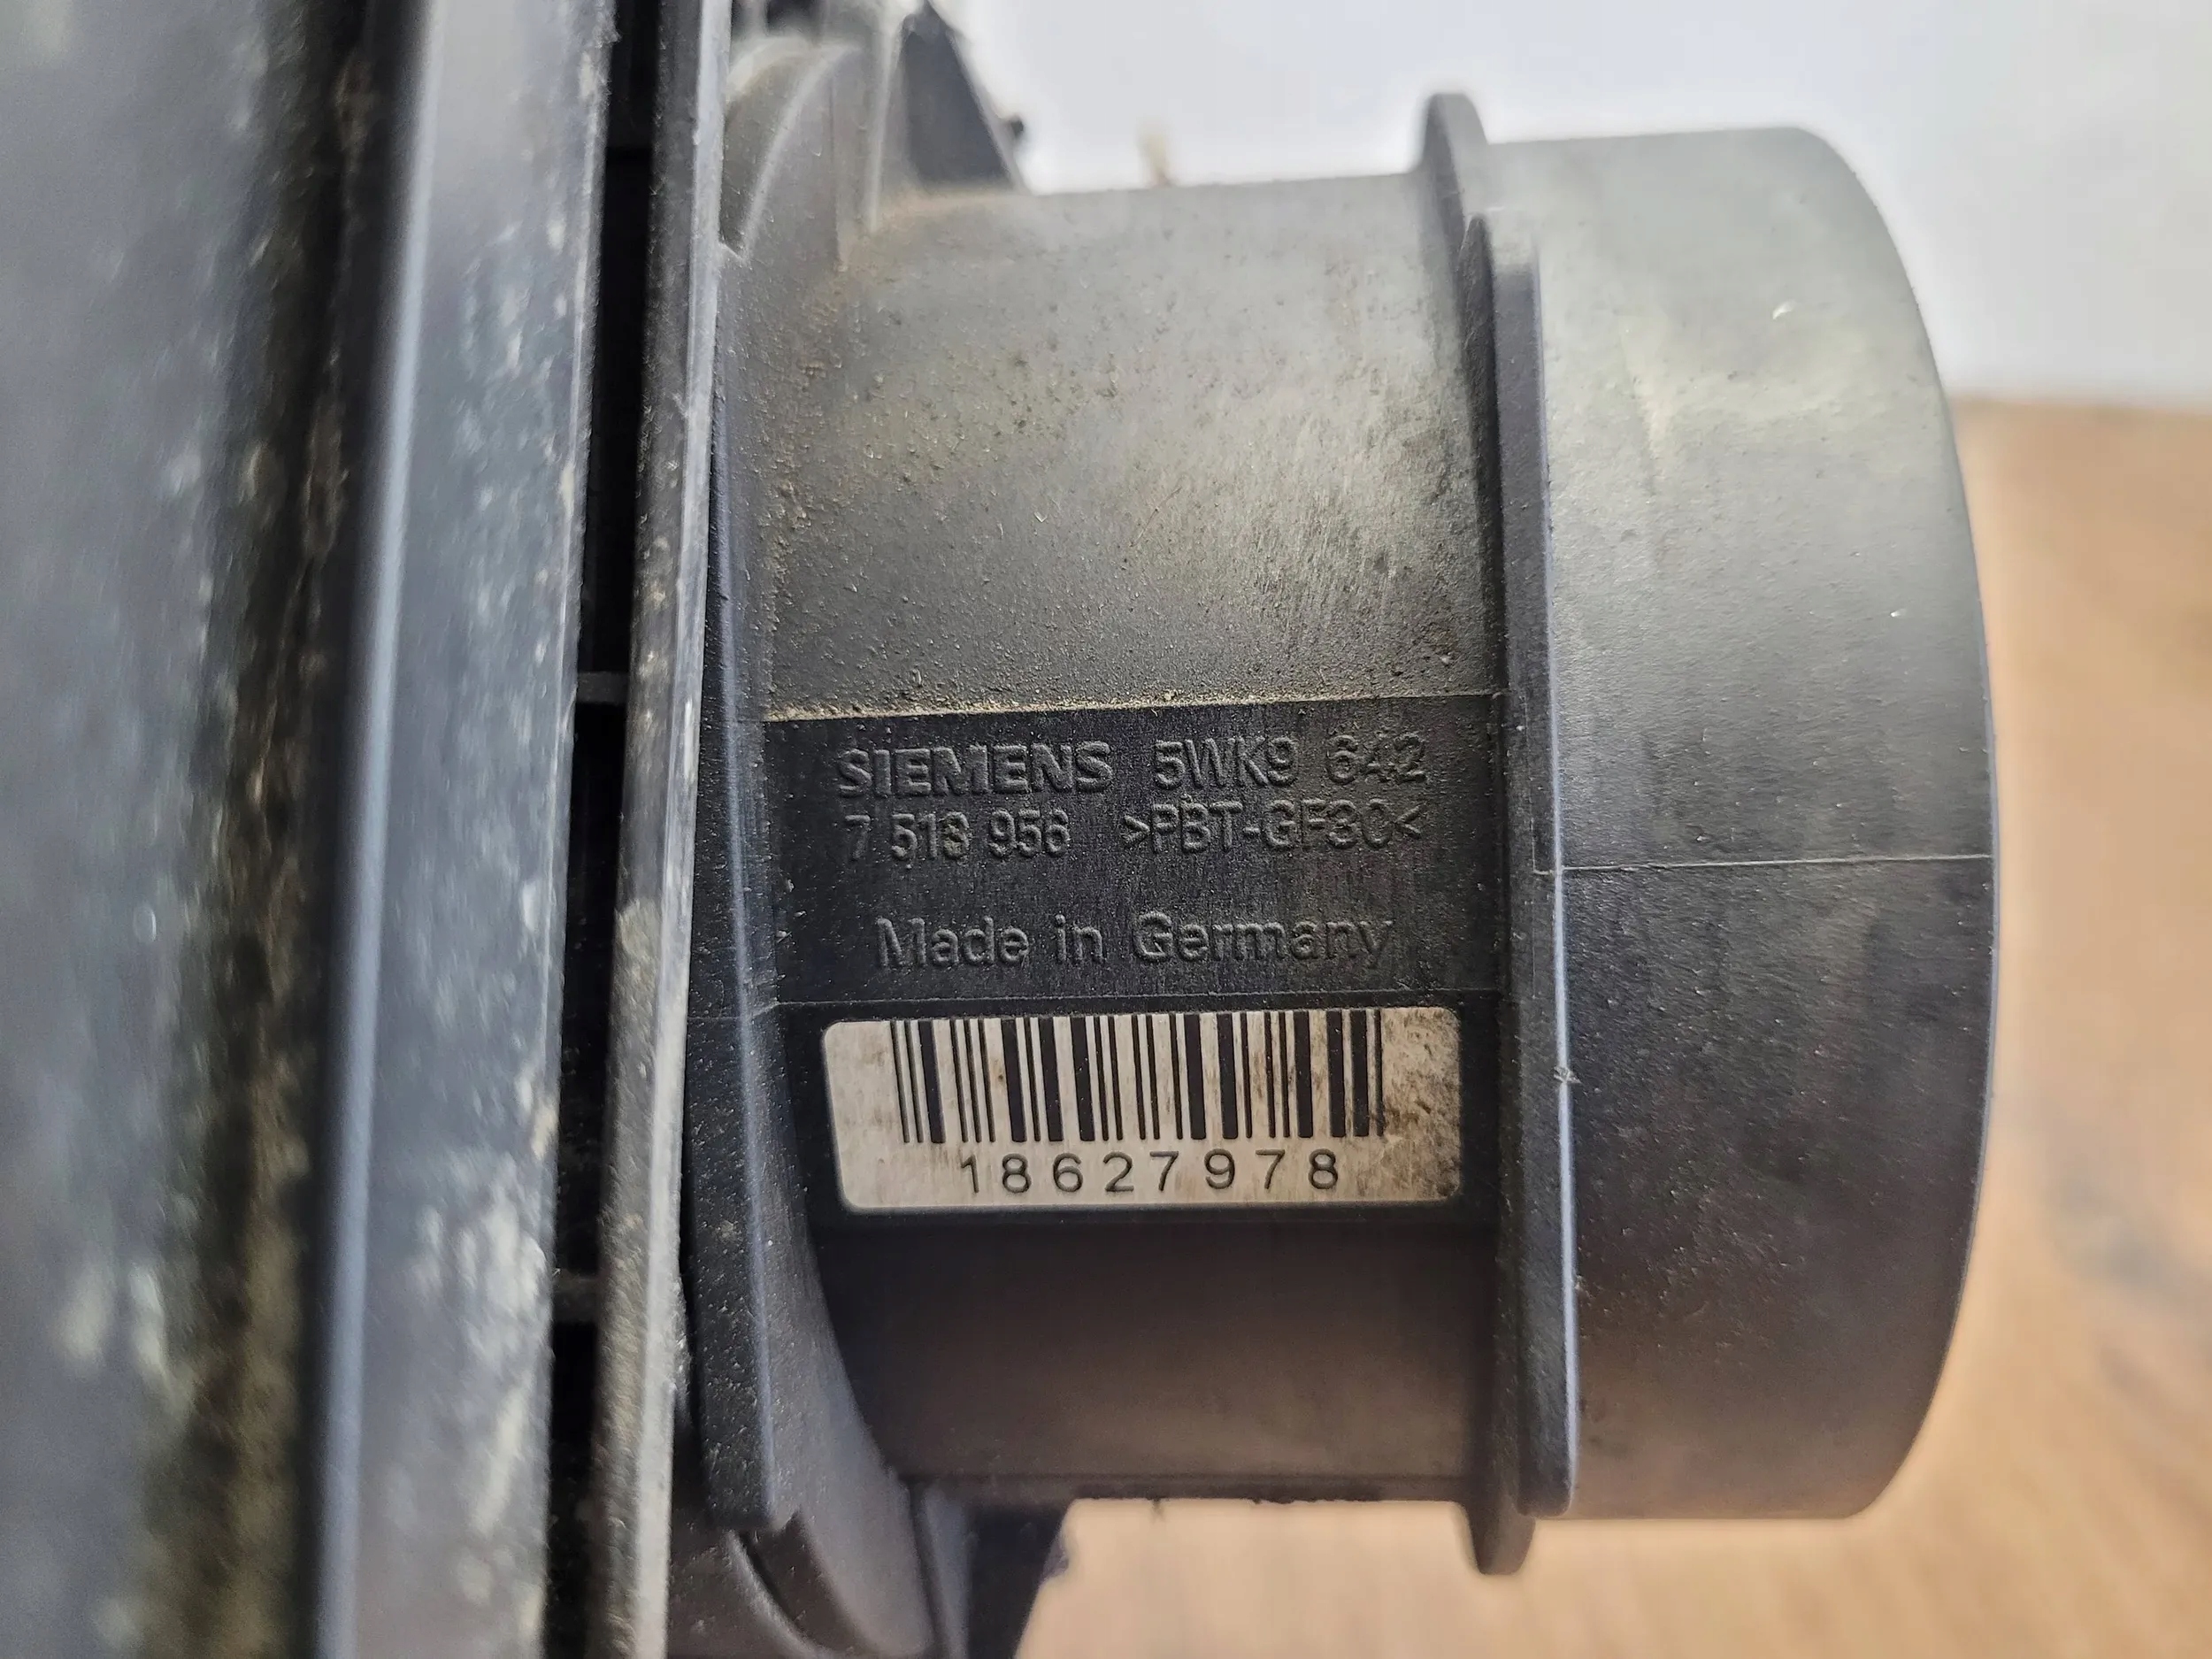 SIEMENS 5WK9 642
7 513 956 >PBT-GF30<
Made in Germany
18627978